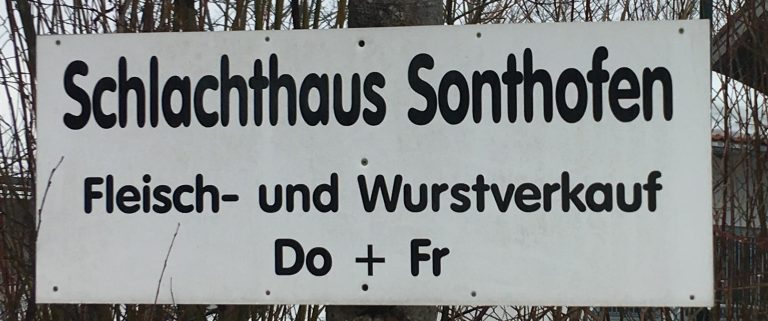 Schlachthaus Sonthofen
Fleisch- und Wurstverkauf
Do + Fr